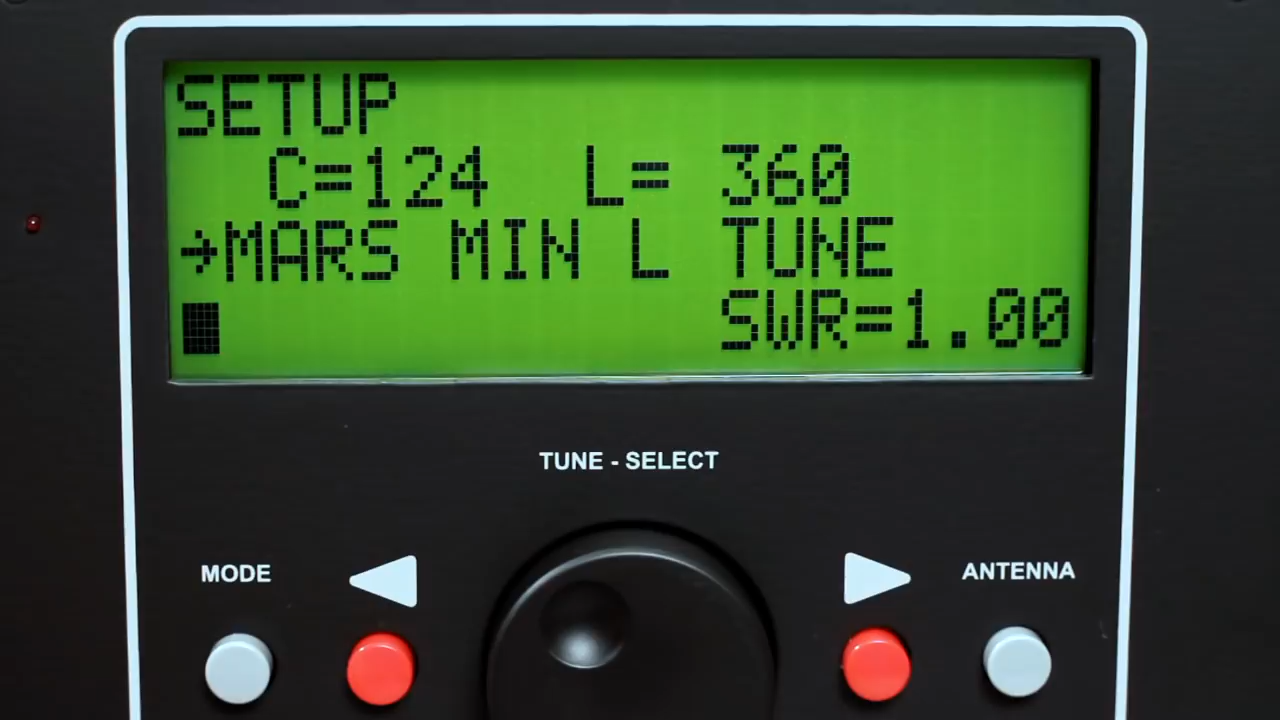 SETUP
C=124 L= 360
→MARS MIN L TUNE
SWR=1.00
TUNE - SELECT
MODE
ANTENNA